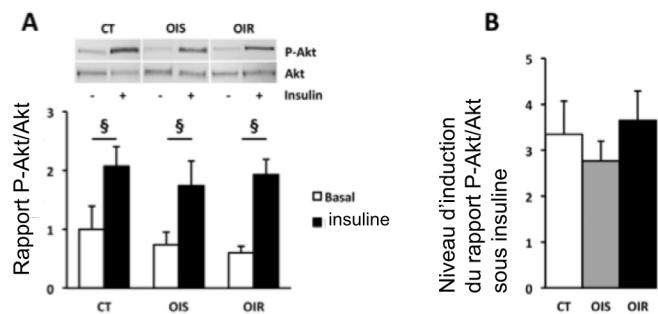 A
CT OIS OIR
P-Akt
Akt
- + - + - + Insulin
Rapport P-Akt/Akt
3
2
1
0
§ § §
Basal
insuline
CT OIS OIR
B
Niveau d'induction
du rapport P-Akt/Akt
sous insuline
5
4
3
2
1
0
CT OIS OIR